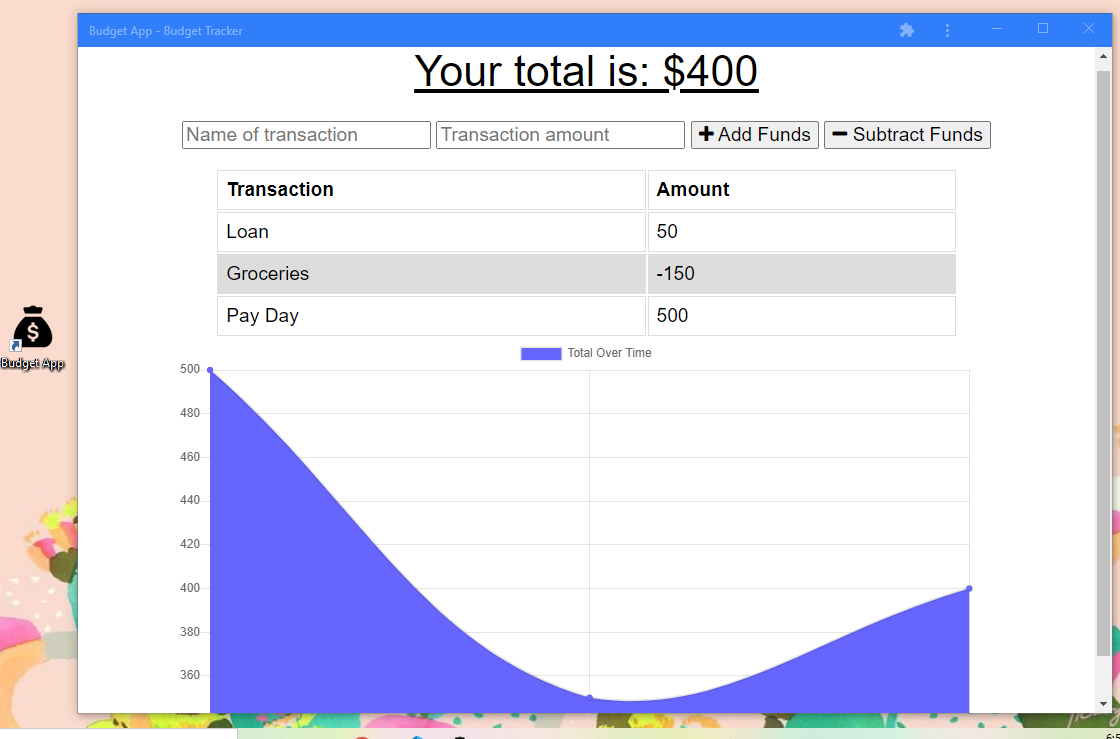 Budget App - Budget Tracker
Your total is: $400
Name of transaction Transaction amount Add Funds Subtract Funds
Transaction Amount
Loan 50
Groceries -150
Pay Day 500
Total Over Time
500
480
460
440
420
400
380
360
$
Budget App